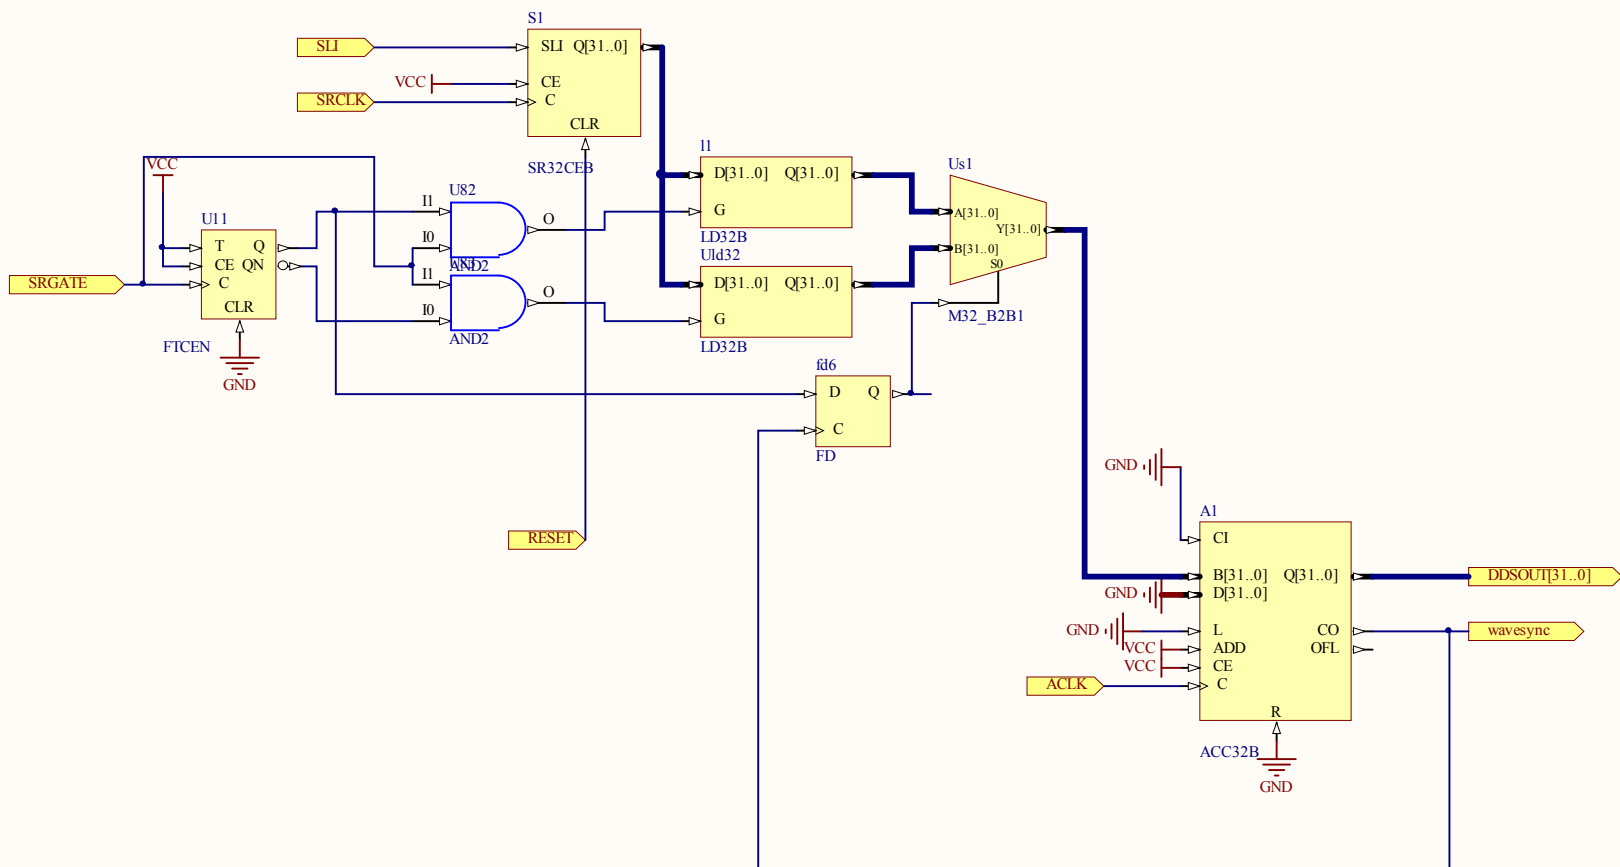 S1
SLI
SLI Q[31..0]
VCC
CE
SRCLK
C
CLR
SR32CEB
I1
D[31..0] Q[31..0]
G
LD32B
Us1
A[31..0]
Y[31..0]
B[31..0]
S0
M32_B2B1
VCC
U11
T Q
CE QN
SRGATE
C
CLR
FTCEN
GND
U82
I1
O
I0
AND2
I1
O
I0
AND2
Uld32
D[31..0] Q[31..0]
G
LD32B
fd6
D Q
C
FD
RESET
GND
A1
CI
B[31..0] Q[31..0]
DDSOUT[31..0]
GND
D[31..0]
GND
L CO
wavesync
VCC
ADD OFL
VCC
CE
ACLK
C
R
ACC32B
GND